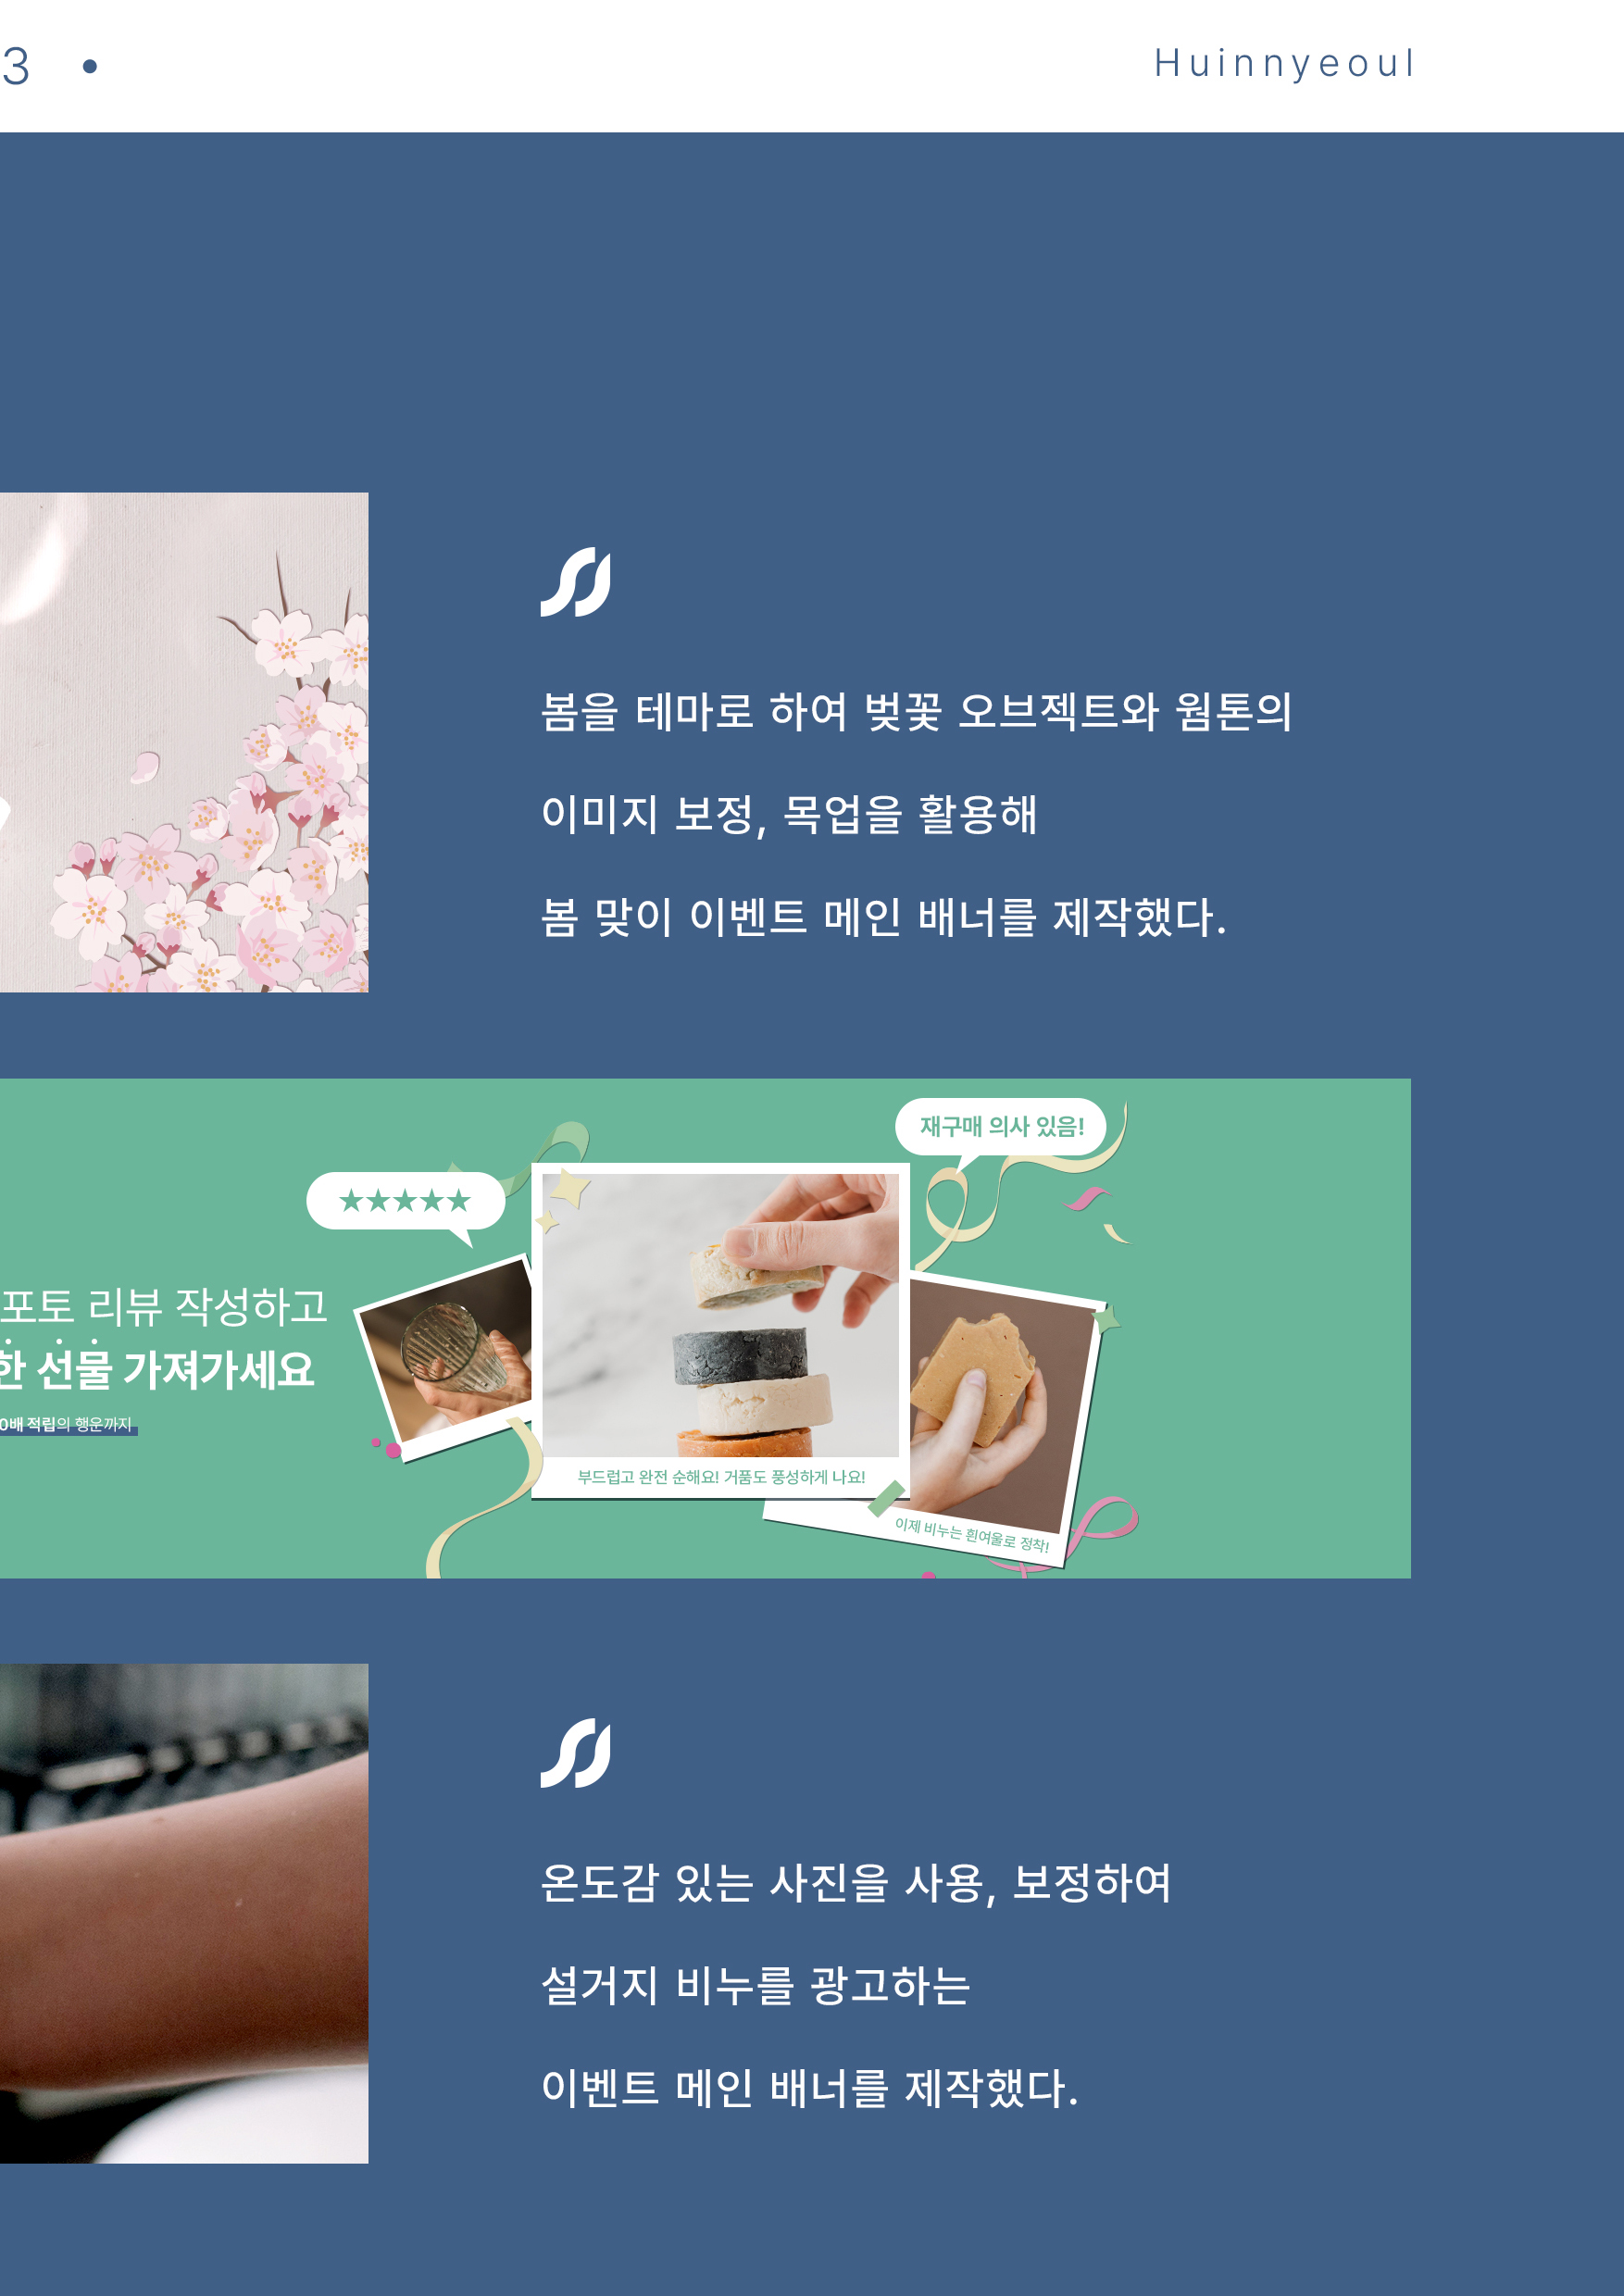 3 •
Huinnyeoul
봄을 테마로 하여 벚꽃 오브젝트와 웜톤의
이미지 보정, 목업을 활용해
봄 맞이 이벤트 메인 배너를 제작했다.
재구매 의사 있음!
★★★★★
포토 리뷰 작성하고
한 선물 가져가세요
0배 적립의 행운까지
부드럽고 완전 순해요! 거품도 풍성하게 나요!
이제 비누는 흰여울로 정착!
온도감 있는 사진을 사용, 보정하여
설거지 비누를 광고하는
이벤트 메인 배너를 제작했다.